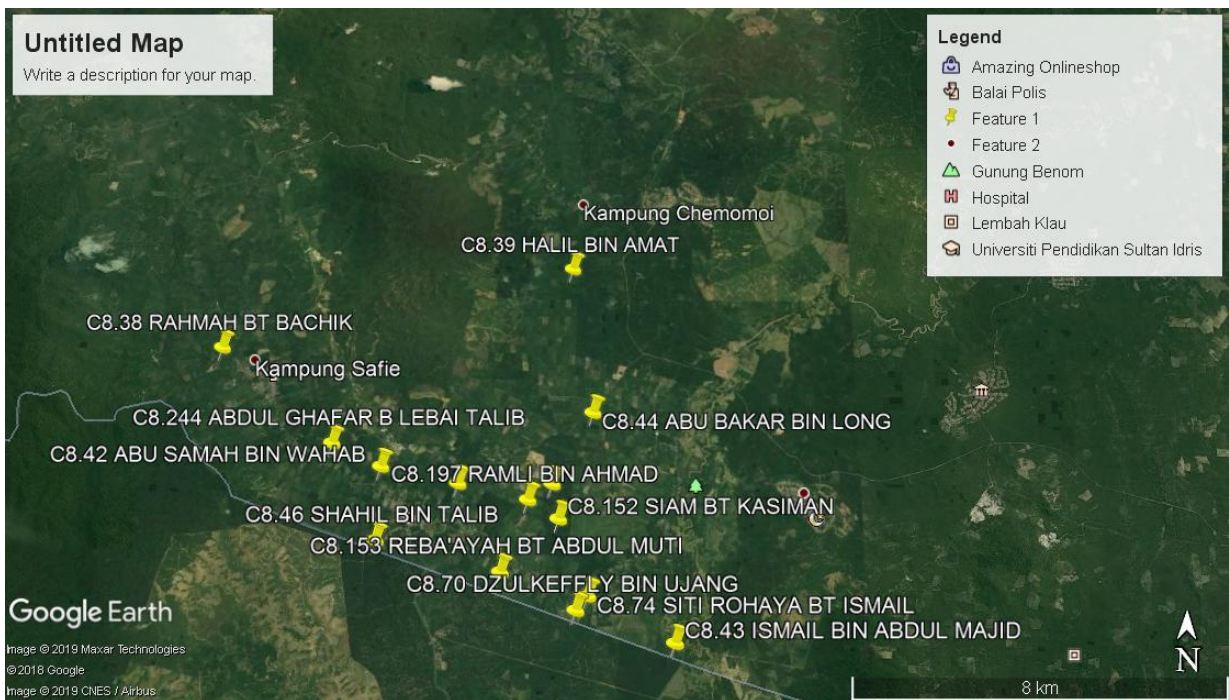 Untitled Map
Write a description for your map.
Legend
Amazing Onlineshop
Balai Polis
Feature 1
Feature 2
Gunung Benom
Hospital
Lembah Klau
Universiti Pendidikan Sultan Idris
Kampung Chemomoi
C8.39 HALIL BIN AMAT
C8.38 RAHMAH BT BACHIK
Kampung Safie
C8.244 ABDUL GHAFAR B LEBAI TALIB
C8.44 ABU BAKAR BIN LONG
C8.42 ABU SAMAH BIN WAHAB
C8.197 RAMLI BIN AHMAD
C8.46 SHAHIL BIN TALIB
C8.152 SIAM BT KASIMAN
C8.153 REBA'AYAH BT ABDUL MUTI
C8.70 DZULKEFFLY BIN UJANG
C8.74 SITI ROHAYA BT ISMAIL
C8.43 ISMAIL BIN ABDUL MAJID
Google Earth
Image © 2019 Maxar Technologies
© 2018 Google
Image © 2019 CNES / Airbus
N
8 km